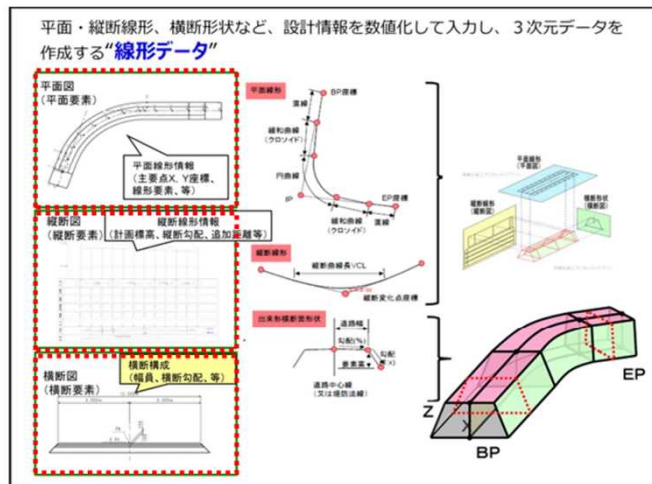 平面・縦断線形、横断形状など、設計情報を数値化して入力し、３次元データを
作成する“線形データ”
平面図
(平面要素)
平面線形情報
(主要点X, Y座標、
線形要素、等)
縦断図
(縦断要素)
縦断線形情報
(計画標高、縦断勾配、追加距離等)
横断図
(横断要素)
横断構成
(幅員、横断勾配、等)
平面線形
BP座標
直線
緩和曲線
(クロソイド)
円曲線
IP
EP座標
緩和曲線
(クロソイド)
直線
縦断線形
縦断曲線長VCL
縦断変化点座標
出来形横断面形状
道路幅
勾配(%)
要素高
勾配
道路中心線
(又は堤防法線)
平面線形
(平面図)
縦断線形
(縦断図)
横断形状
(横断図)
Z
X
BP
EP